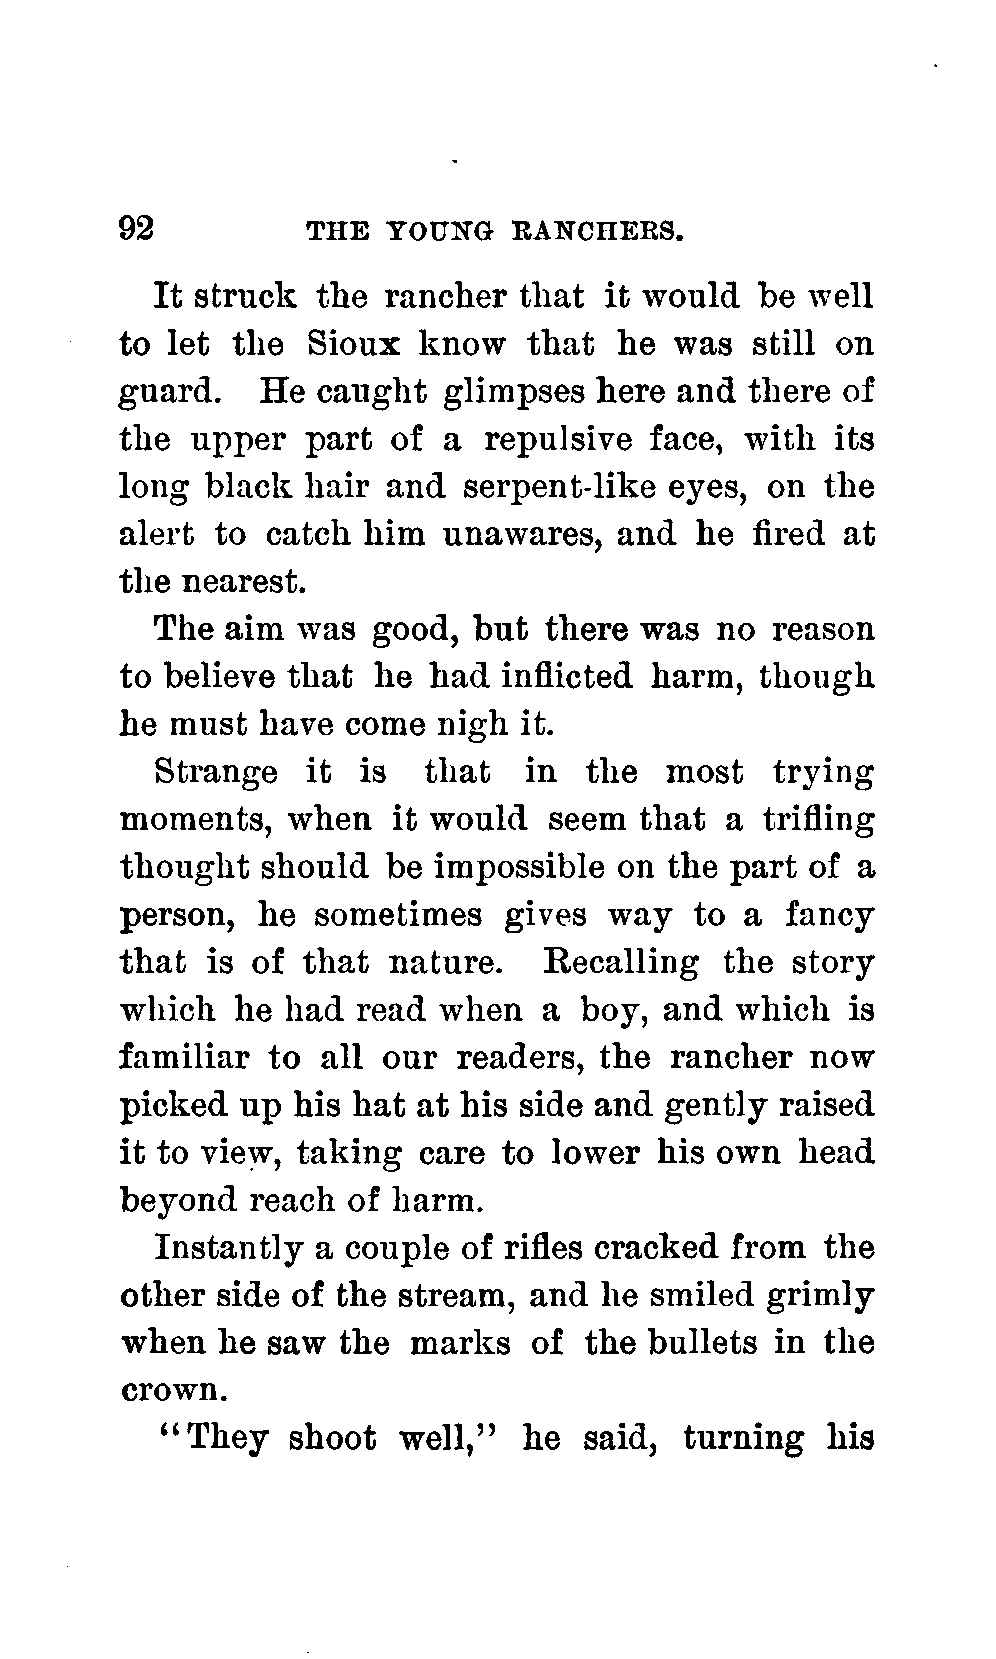 92 THE YOUNG RANCHERS.
It struck the rancher that it would be well
to let the Sioux know that he was still on
guard. He caught glimpses here and there of
the upper part of a repulsive face, with its
long black hair and serpent-like eyes, on the
alert to catch him unawares, and he fired at
the nearest.
The aim was good, but there was no reason
to believe that he had inflicted harm, though
he must have come nigh it.
Strange it is that in the most trying
moments, when it would seem that a trifling
thought should be impossible on the part of a
person, he sometimes gives way to a fancy
that is of that nature. Recalling the story
which he had read when a boy, and which is
familiar to all our readers, the rancher now
picked up his hat at his side and gently raised
it to view, taking care to lower his own head
beyond reach of harm.
Instantly a couple of rifles cracked from the
other side of the stream, and he smiled grimly
when he saw the marks of the bullets in the
crown.
“They shoot well,” he said, turning his